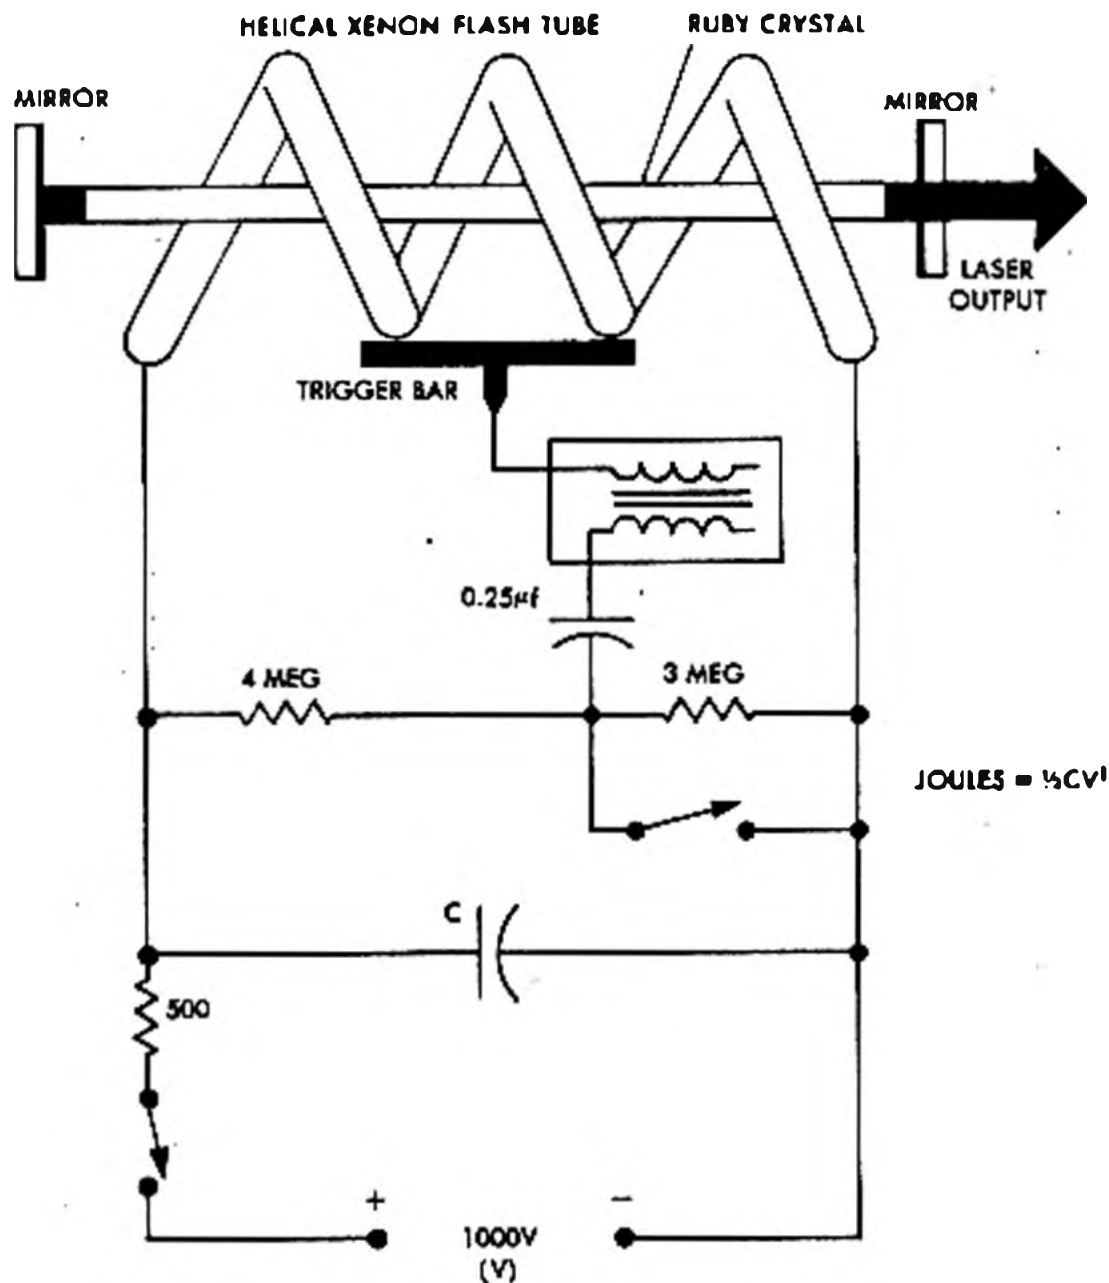 HELICAL XENON FLASH TUBE
RUBY CRYSTAL
MIRROR
MIRROR
LASER
OUTPUT
TRIGGER BAR
0.25μf
4 MEG
3 MEG
JOULES = ½CV¹
C
500
+
−
1000V
(V)